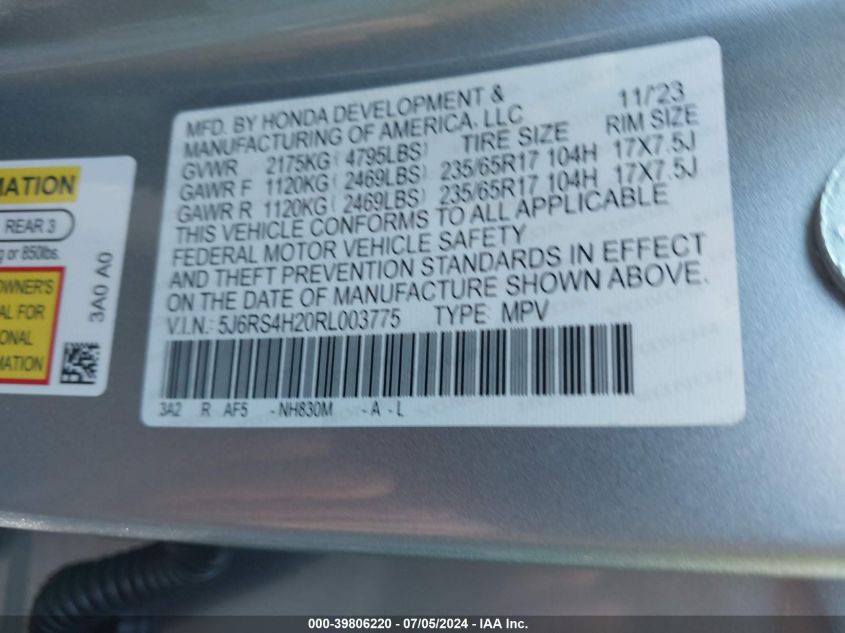 MFD. BY HONDA DEVELOPMENT & 11/'23
MANUFACTURING OF AMERICA, LLC
TIRE SIZE RIM SIZE
GVWR 2175KG (4795LBS)
GAWR F 1120KG (2469LBS) 235/65R17 104H 17X7.5J
GAWR R 1120KG (2469LBS) 235/65R17 104H 17X7.5J
THIS VEHICLE CONFORMS TO ALL APPLICABLE
FEDERAL MOTOR VEHICLE SAFETY
AND THEFT PREVENTION STANDARDS IN EFFECT
ON THE DATE OF MANUFACTURE SHOWN ABOVE.
V.I.N.: 5J6RS4H20RL003775 TYPE: MPV
3A2 R AF5 -NH830M -A-L
MATION
REAR 3
g or 850lbs.
OWNER'S
AL FOR
ONAL
MATION
3A0 A0
000-39806220 - 07/05/2024 - IAA Inc.